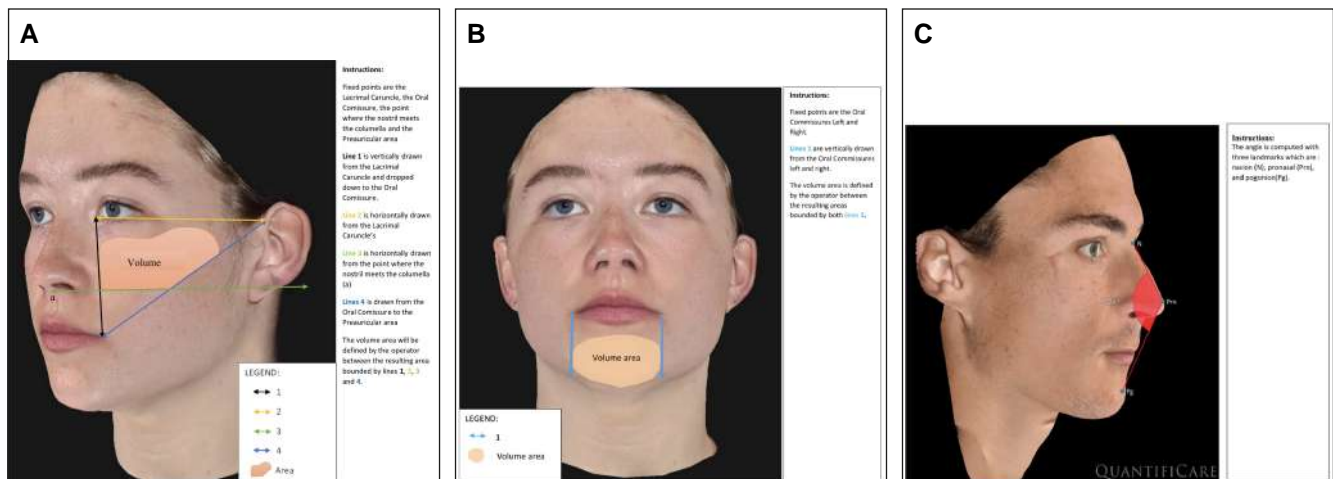 A
Instructions:
Fixed points are the
Lacrimal Caruncle, the Oral
Comissure, the point
where the nostril meets
the columella and the
Preauricular area
Line 1 is vertically drawn
from the Lacrimal
Caruncle and dropped
down to the Oral
Comissure.
Line 2 is horizontally drawn
from the Lacrimal
Caruncle's
Line 3 is horizontally drawn
from the point where the
nostril meets the columella
(a)
Lines 4 is drawn from the
Oral Comissure to the
Preauricular area
The volume area will be
defined by the operator
between the resulting area
bounded by lines 1, 2, 3
and 4.
Volume
a
LEGEND:
1
2
3
4
Area
B
Instructions:
Fixed points are the Oral
Commissures Left and
Right
Lines 1 are vertically drawn
from the Oral Commissures
left and right.
The volume area is defined
by the operator between
the resulting areas
bounded by both lines 1.
Volume area
LEGEND:
1
Volume area
C
Instructions:
The angle is computed with
three landmarks which are :
nasion (N), pronasal (Prn),
and pogonion(Pg).
N
Prn
Pg
QUANTIFICARE